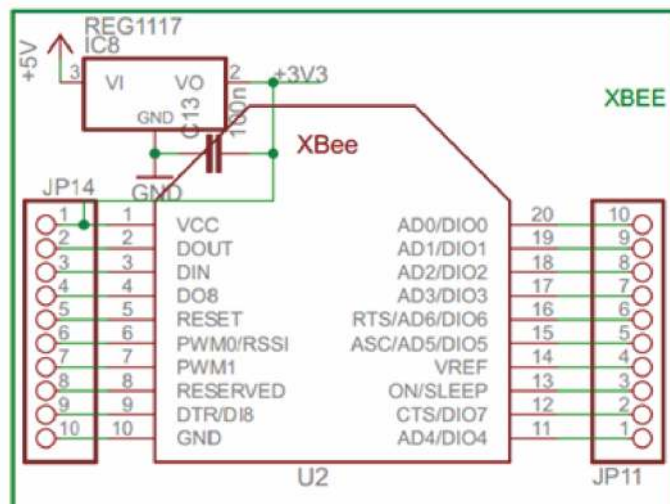 REG1117
IC8
+5V
3 VI VO 2 +3V3
GND
C13
100n
XBEE
XBee
GND
JP14
1 1 VCC AD0/DIO0 20 10
2 2 DOUT AD1/DIO1 19 9
3 3 DIN AD2/DIO2 18 8
4 4 DO8 AD3/DIO3 17 7
5 5 RESET RTS/AD6/DIO6 16 6
6 6 PWM0/RSSI ASC/AD5/DIO5 15 5
7 7 PWM1 VREF 14 4
8 8 RESERVED ON/SLEEP 13 3
9 9 DTR/DI8 CTS/DIO7 12 2
10 10 GND AD4/DIO4 11 1
U2
JP11